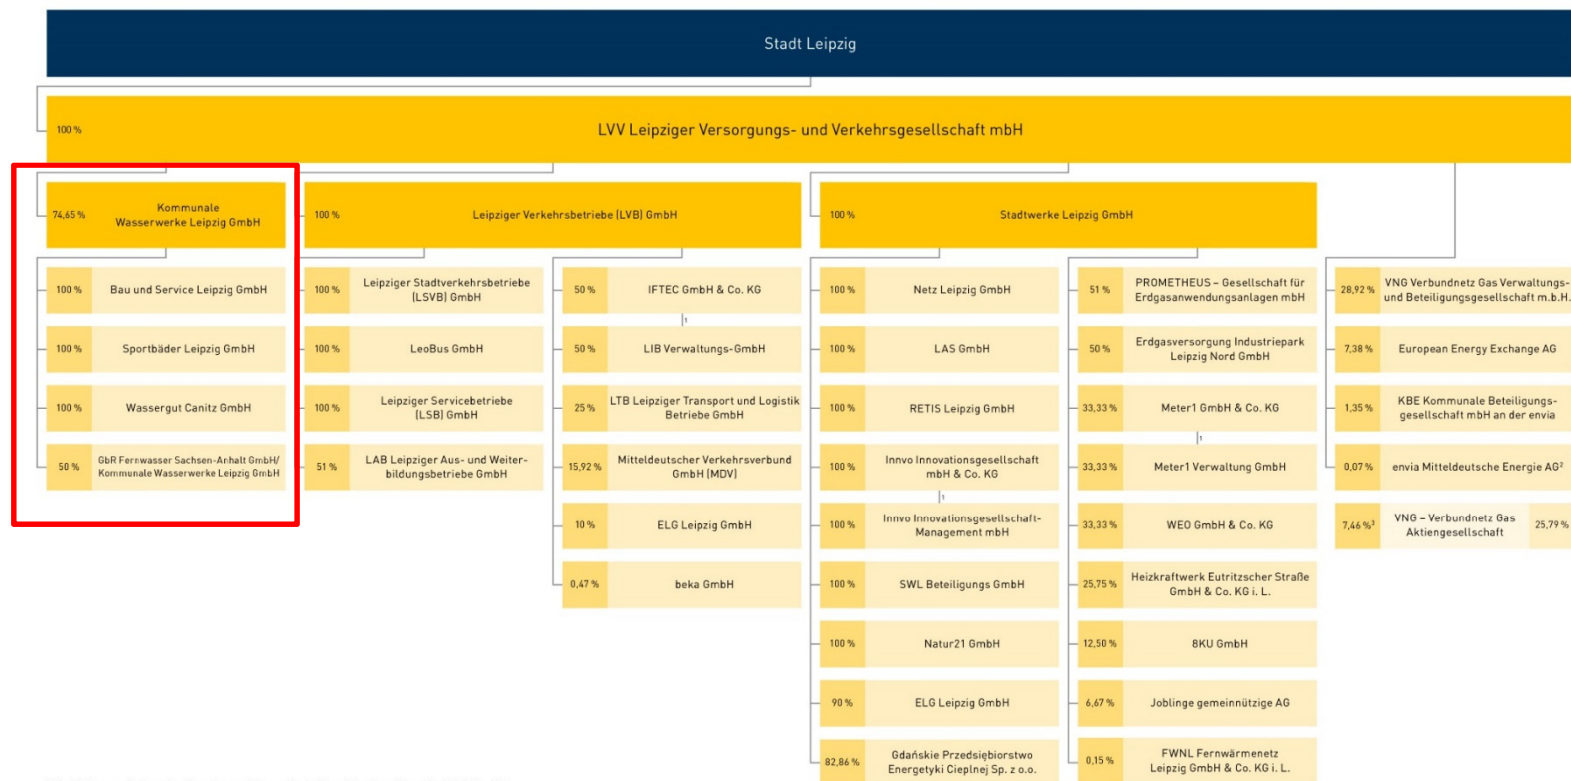 Stadt Leipzig
100 %
LVV Leipziger Versorgungs- und Verkehrsgesellschaft mbH
74,65 %
Kommunale
Wasserwerke Leipzig GmbH
100 %
Bau und Service Leipzig GmbH
100 %
Sportbäder Leipzig GmbH
100 %
Wassergut Canitz GmbH
50 %
GbR Fernwasser Sachsen-Anhalt GmbH/
Kommunale Wasserwerke Leipzig GmbH
100 %
Leipziger Verkehrsbetriebe (LVB) GmbH
100 %
Leipziger Stadtverkehrsbetriebe
(LSVB) GmbH
100 %
LeoBus GmbH
100 %
Leipziger Servicebetriebe
(LSB) GmbH
51 %
LAB Leipziger Aus- und Weiter-
bildungsbetriebe GmbH
50 %
IFTEC GmbH & Co. KG
1
50 %
LIB Verwaltungs-GmbH
25 %
LTB Leipziger Transport und Logistik
Betriebe GmbH
15,92 %
Mitteldeutscher Verkehrsverbund
GmbH (MDV)
10 %
ELG Leipzig GmbH
0,47 %
beka GmbH
100 %
Stadtwerke Leipzig GmbH
100 %
Netz Leipzig GmbH
100 %
LAS GmbH
100 %
RETIS Leipzig GmbH
100 %
Innvo Innovationsgesellschaft
mbH & Co. KG
1
100 %
Innvo Innovationsgesellschaft-
Management mbH
100 %
SWL Beteiligungs GmbH
100 %
Natur21 GmbH
90 %
ELG Leipzig GmbH
82,86 %
Gdańskie Przedsiębiorstwo
Energetyki Cieplnej Sp. z o.o.
51 %
PROMETHEUS – Gesellschaft für
Erdgasanwendungsanlagen mbH
50 %
Erdgasversorgung Industriepark
Leipzig Nord GmbH
33,33 %
Meter1 GmbH & Co. KG
1
33,33 %
Meter1 Verwaltung GmbH
33,33 %
WEO GmbH & Co. KG
25,75 %
Heizkraftwerk Eutritzscher Straße
GmbH & Co. KG i. L.
12,50 %
8KU GmbH
6,67 %
Joblinge gemeinnützige AG
0,15 %
FWNL Fernwärmenetz
Leipzig GmbH & Co. KG i. L.
28,92 %
VNG Verbundnetz Gas Verwaltungs-
und Beteiligungsgesellschaft m.b.H.
7,38 %
European Energy Exchange AG
1,35 %
KBE Kommunale Beteiligungs-
gesellschaft mbH an der envia
0,07 %
envia Mitteldeutsche Energie AG²
7,46 %³
VNG – Verbundnetz Gas
Aktiengesellschaft
25,79 %